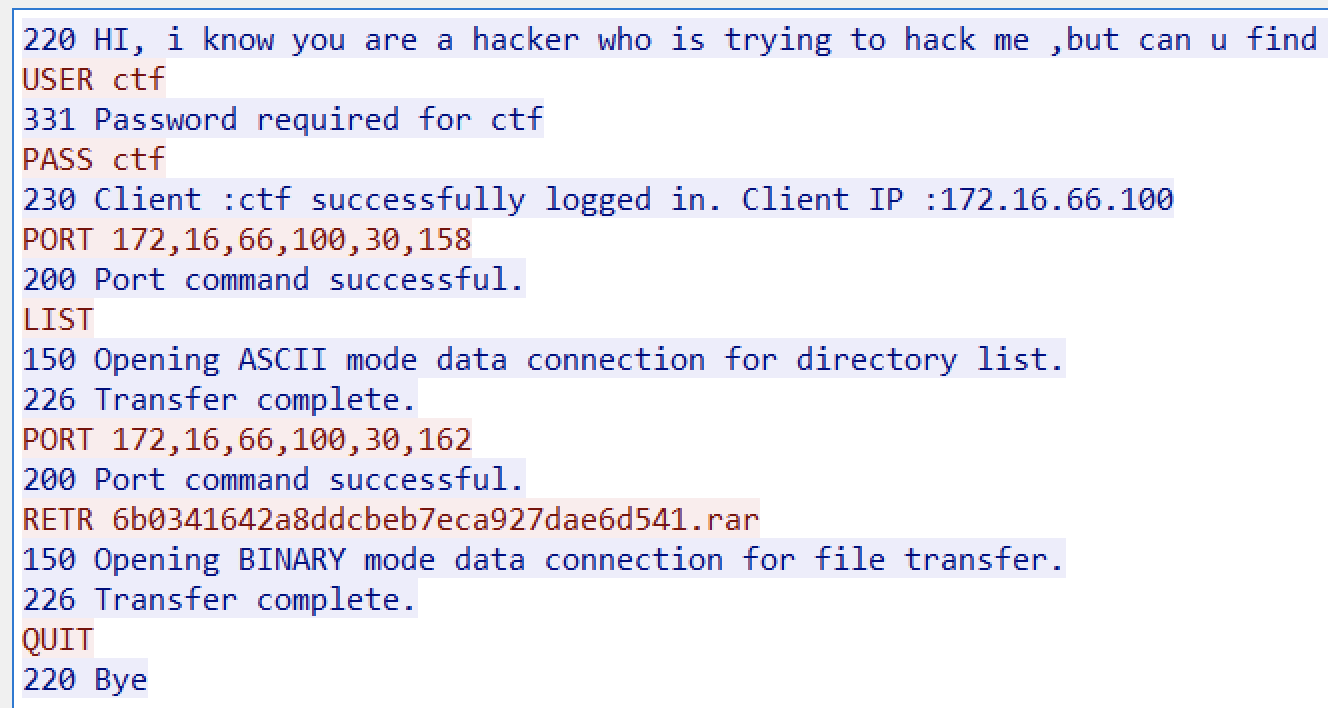 220 HI, i know you are a hacker who is trying to hack me ,but can u find
USER ctf
331 Password required for ctf
PASS ctf
230 Client :ctf successfully logged in. Client IP :172.16.66.100
PORT 172,16,66,100,30,158
200 Port command successful.
LIST
150 Opening ASCII mode data connection for directory list.
226 Transfer complete.
PORT 172,16,66,100,30,162
200 Port command successful.
RETR 6b0341642a8ddcbeb7eca927dae6d541.rar
150 Opening BINARY mode data connection for file transfer.
226 Transfer complete.
QUIT
220 Bye